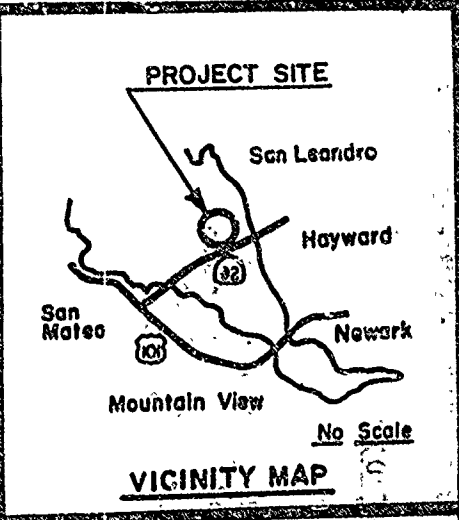 PROJECT SITE
San Leandro
Hayward
92
San
Mateo
101
Newark
Mountain View
No Scale
VICINITY MAP